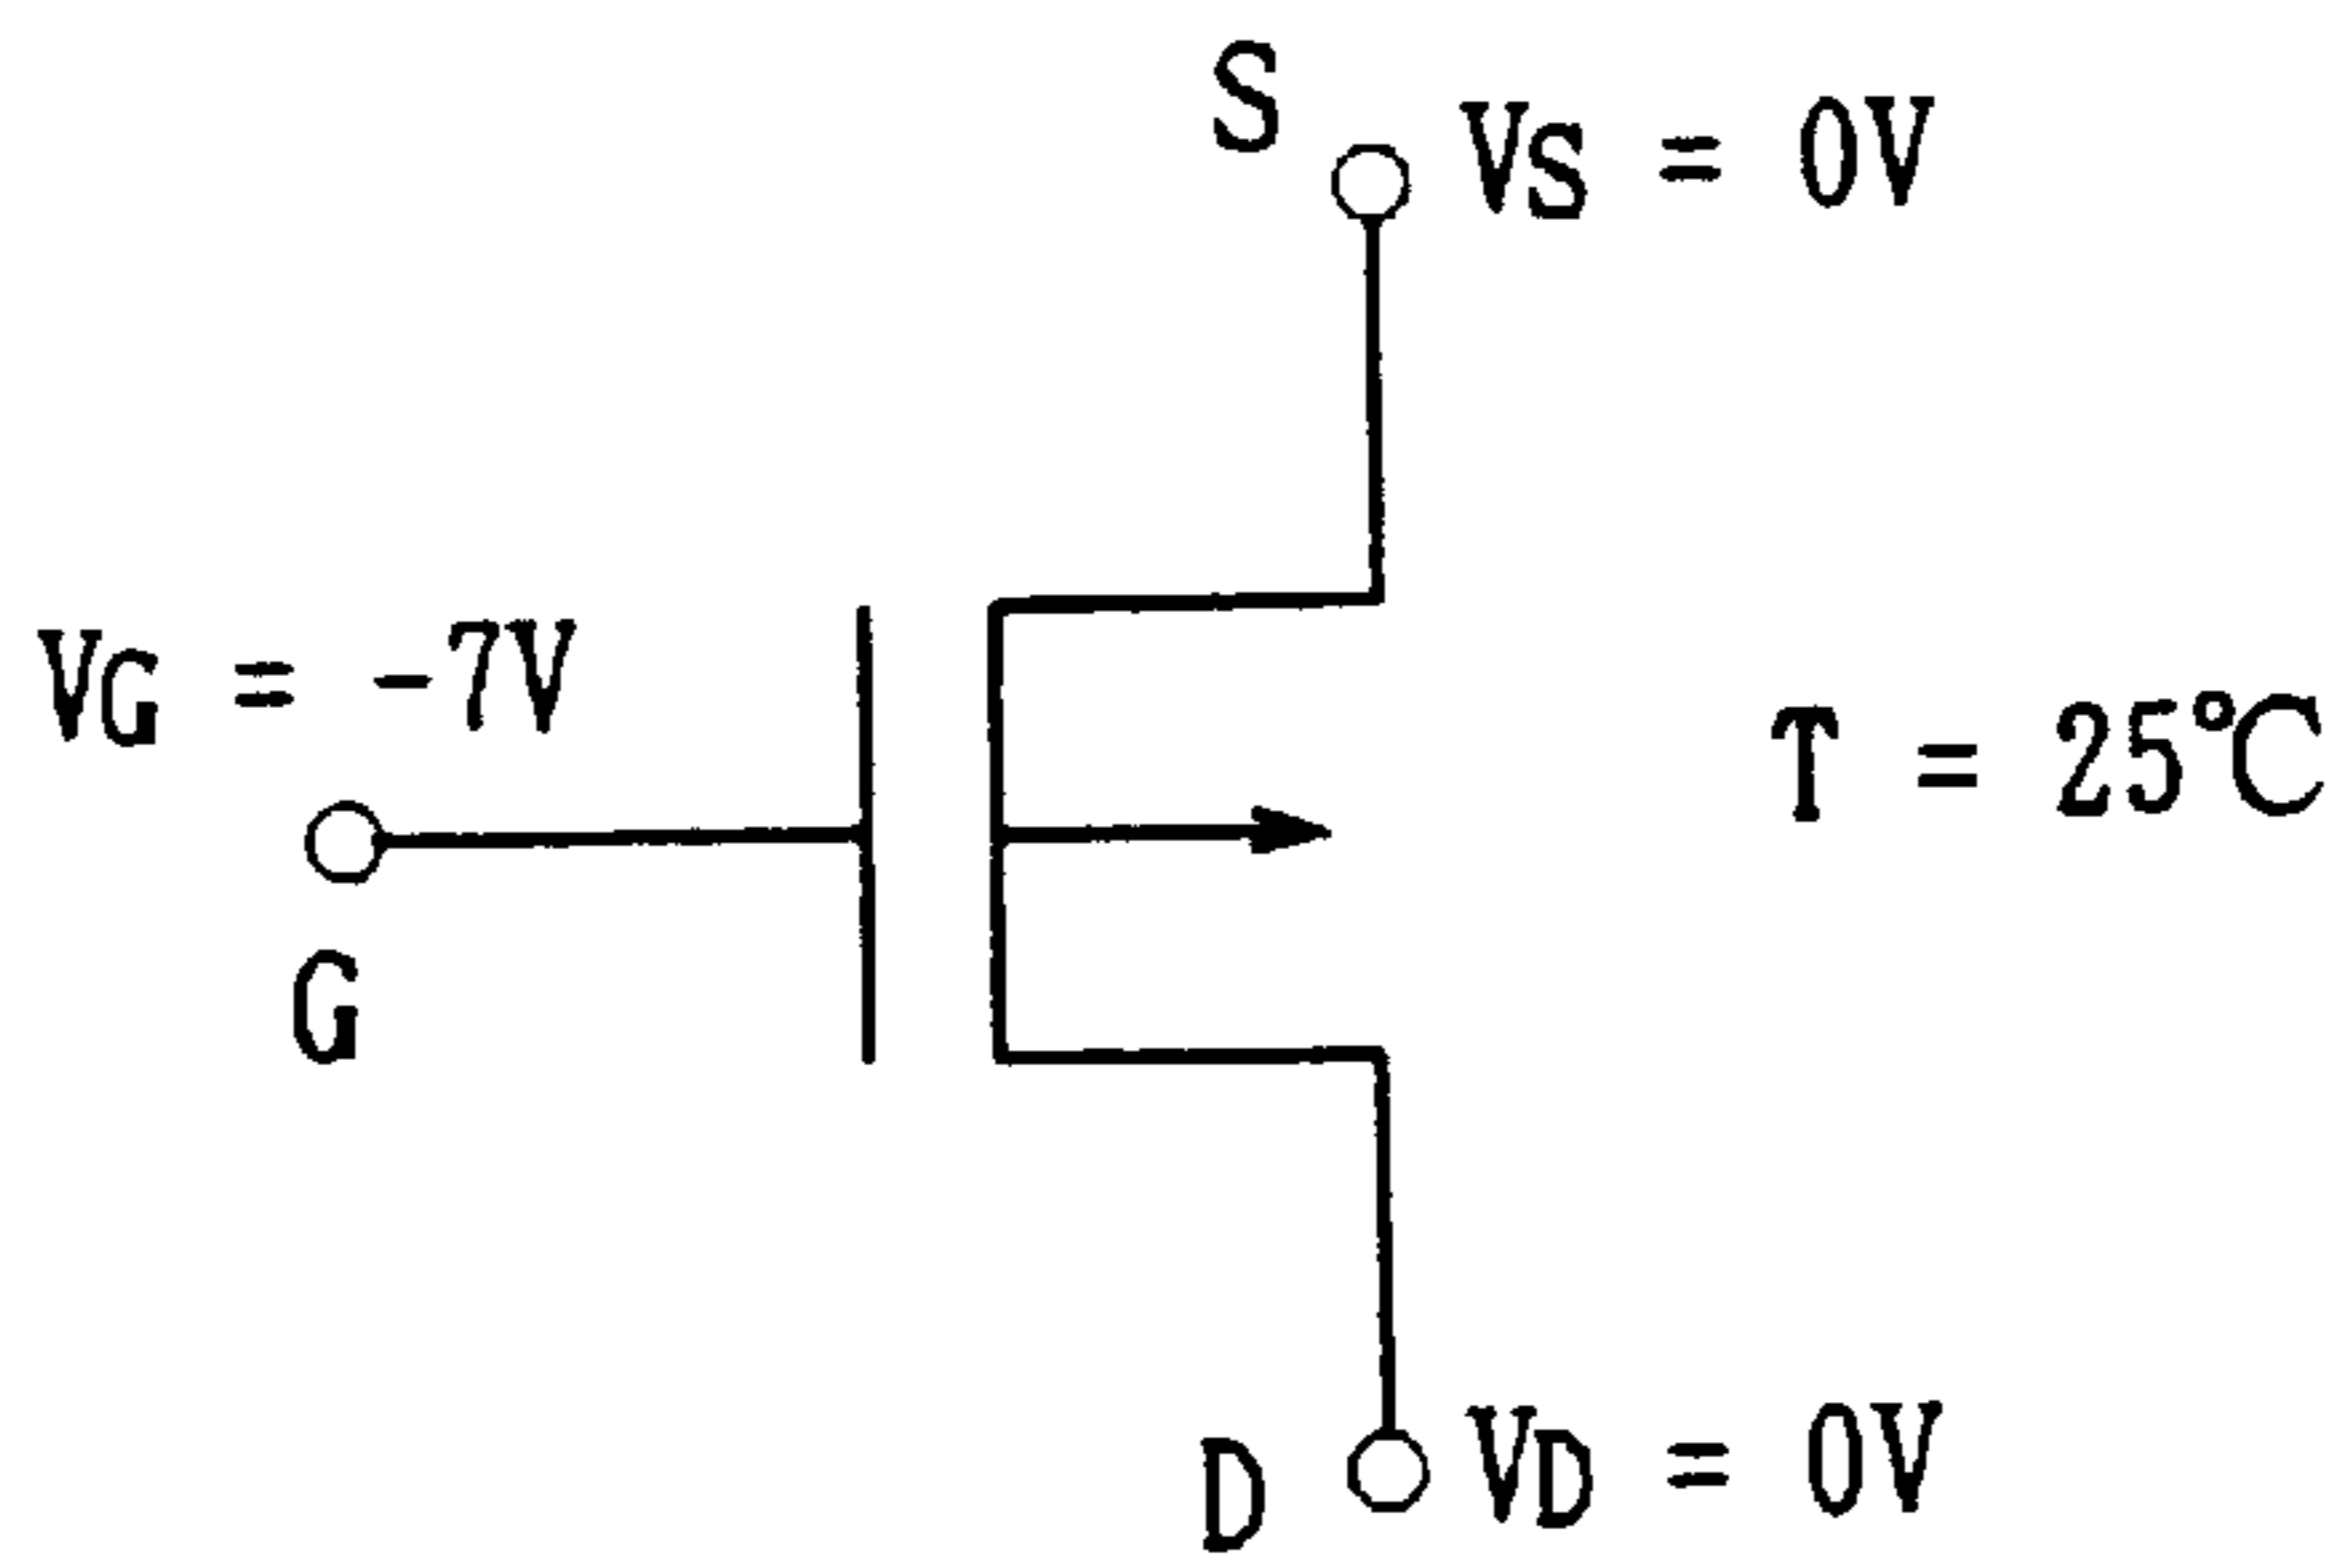 S
VS = 0V
VG = -7V
T = 25℃
G
D
VD = 0V